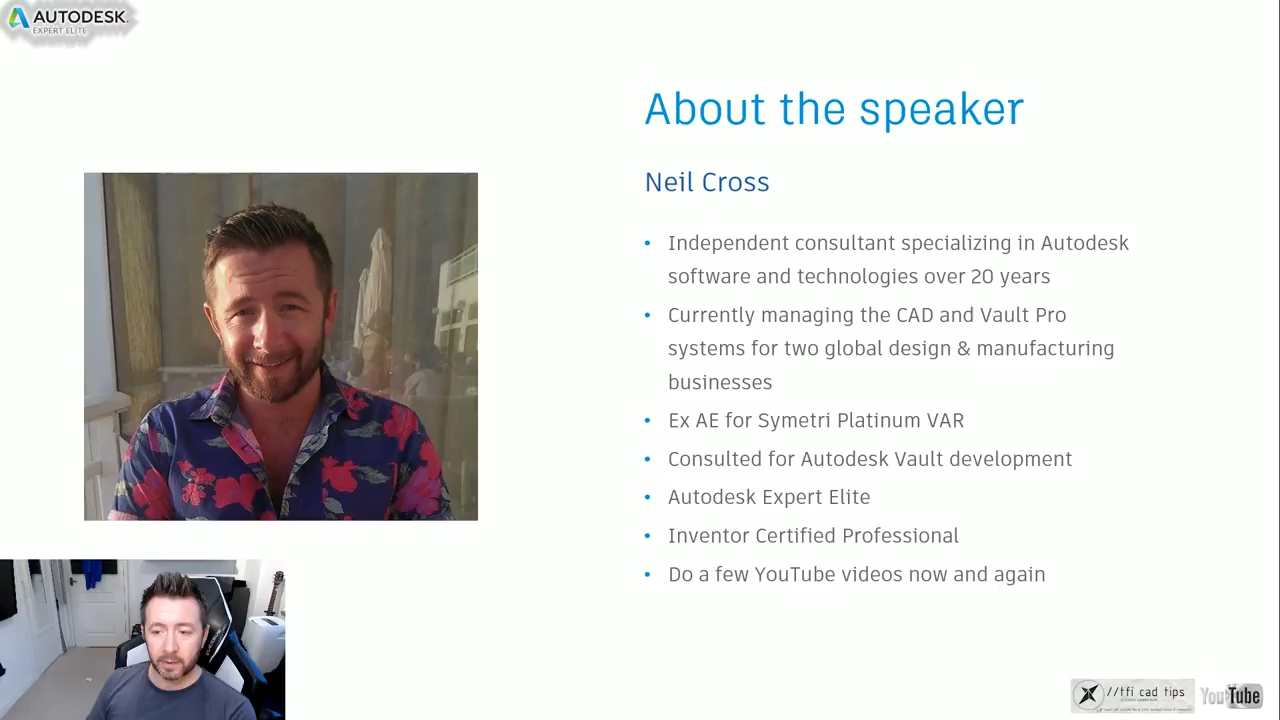 AUTODESK
EXPERT ELITE
About the speaker
Neil Cross
• Independent consultant specializing in Autodesk
software and technologies over 20 years
• Currently managing the CAD and Vault Pro
systems for two global design & manufacturing
businesses
• Ex AE for Symetri Platinum VAR
• Consulted for Autodesk Vault development
• Autodesk Expert Elite
• Inventor Certified Professional
• Do a few YouTube videos now and again
//tfi cad tips
YouTube